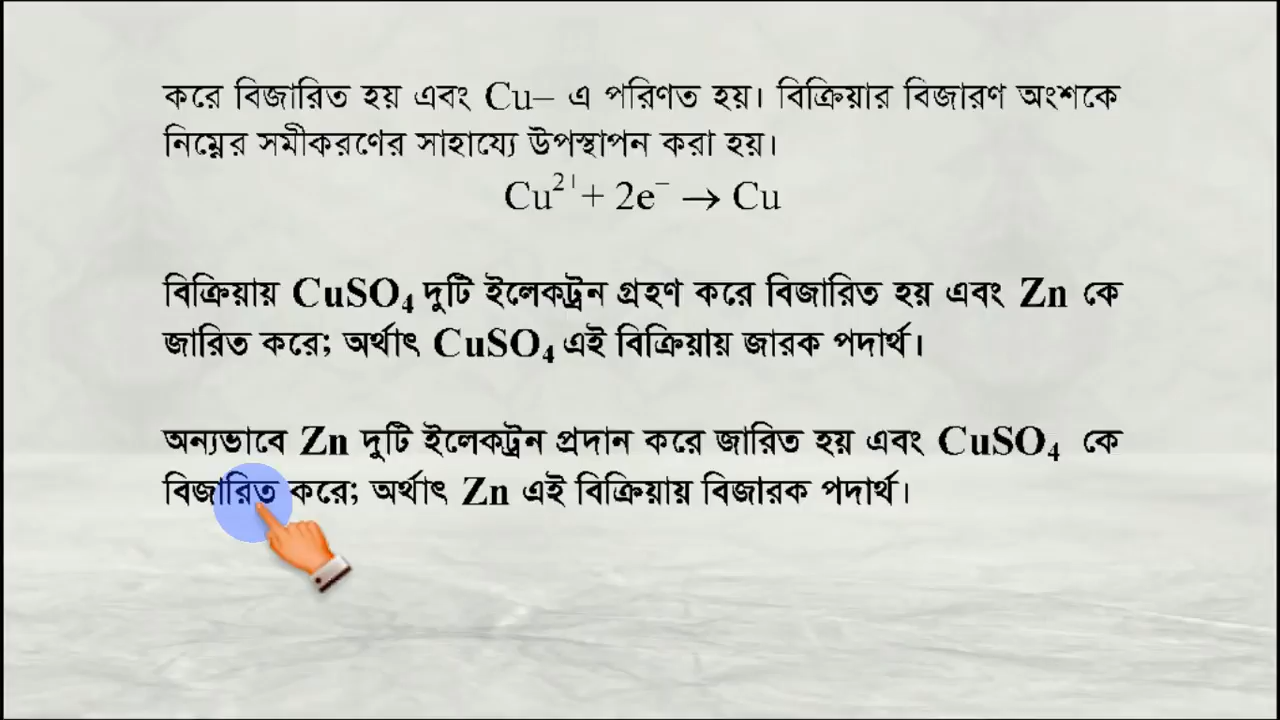 করে বিজারিত হয় এবং Cu– এ পরিণত হয়। বিক্রিয়ার বিজারণ অংশকে
নিম্নের সমীকরণের সাহায্যে উপস্থাপন করা হয়।
Cu²⁺ + 2e⁻ → Cu
বিক্রিয়ায় CuSO₄ দুটি ইলেকট্রন গ্রহণ করে বিজারিত হয় এবং Zn কে
জারিত করে; অর্থাৎ CuSO₄ এই বিক্রিয়ায় জারক পদার্থ।
অন্যভাবে Zn দুটি ইলেকট্রন প্রদান করে জারিত হয় এবং CuSO₄ কে
বিজারিত করে; অর্থাৎ Zn এই বিক্রিয়ায় বিজারক পদার্থ।